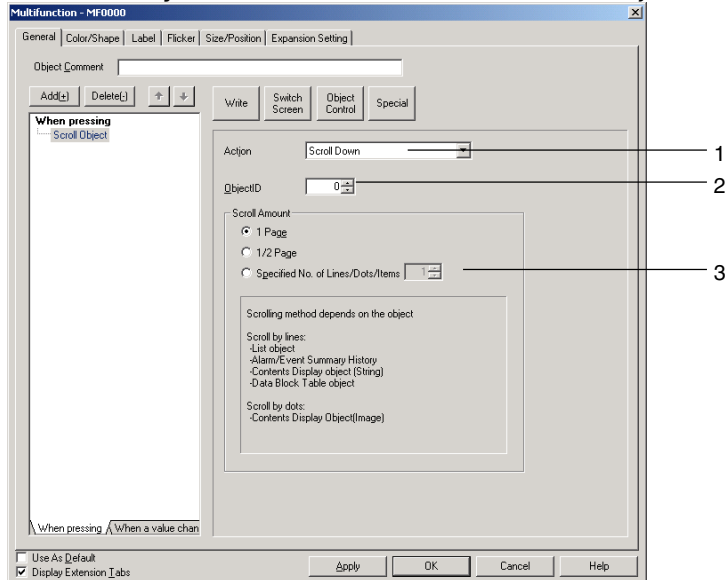 Multifunction - MF0000
General Color/Shape Label Flicker Size/Position Expansion Setting
Object Comment
Add(+) Delete(-)
Write Switch Screen Object Control Special
When pressing
Scroll Object
Action Scroll Down 1
ObjectID 0 2
Scroll Amount
1 Page
1/2 Page
Specified No. of Lines/Dots/Items 1 3
Scrolling method depends on the object
Scroll by lines:
-List object
-Alarm/Event Summary History
-Contents Display object (String)
-Data Block Table object
Scroll by dots:
-Contents Display Object(Image)
When pressing When a value chan
Use As Default
Display Extension Tabs
Apply OK Cancel Help